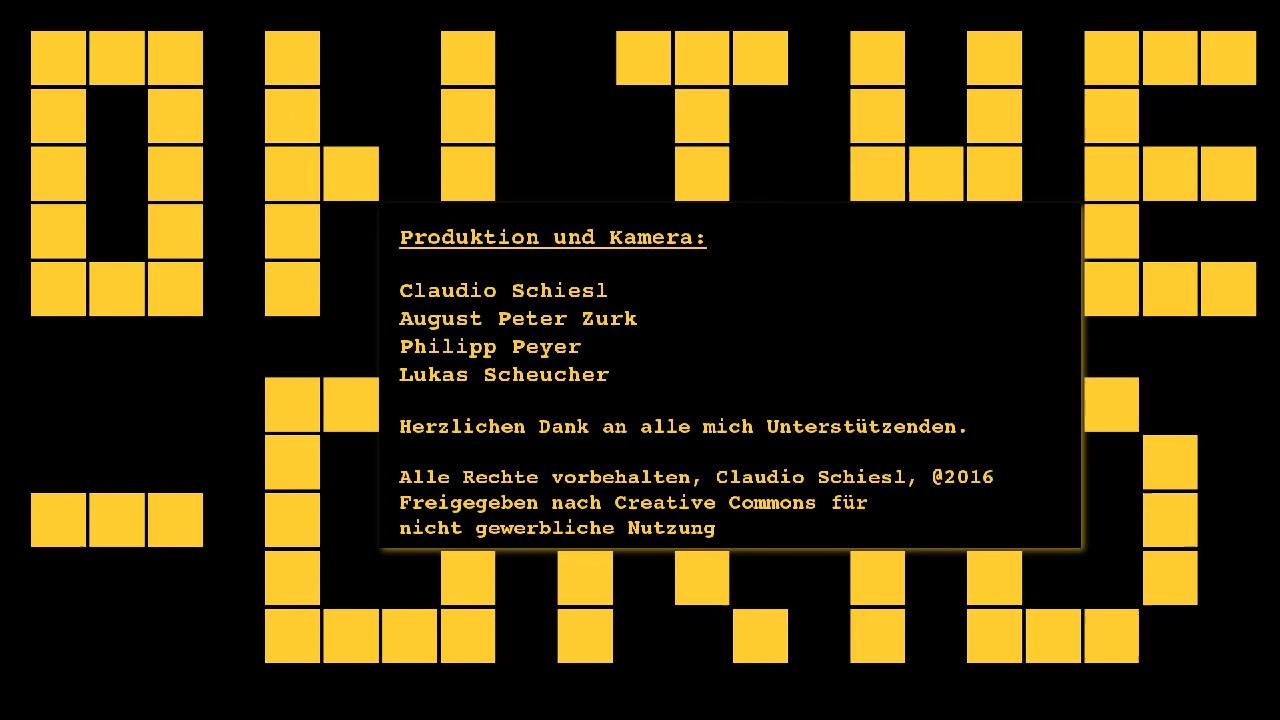 Produktion und Kamera:
Claudio Schiesl
August Peter Zurk
Philipp Peyer
Lukas Scheucher
Herzlichen Dank an alle mich Unterstützenden.
Alle Rechte vorbehalten, Claudio Schiesl, @2016
Freigegeben nach Creative Commons für
nicht gewerbliche Nutzung